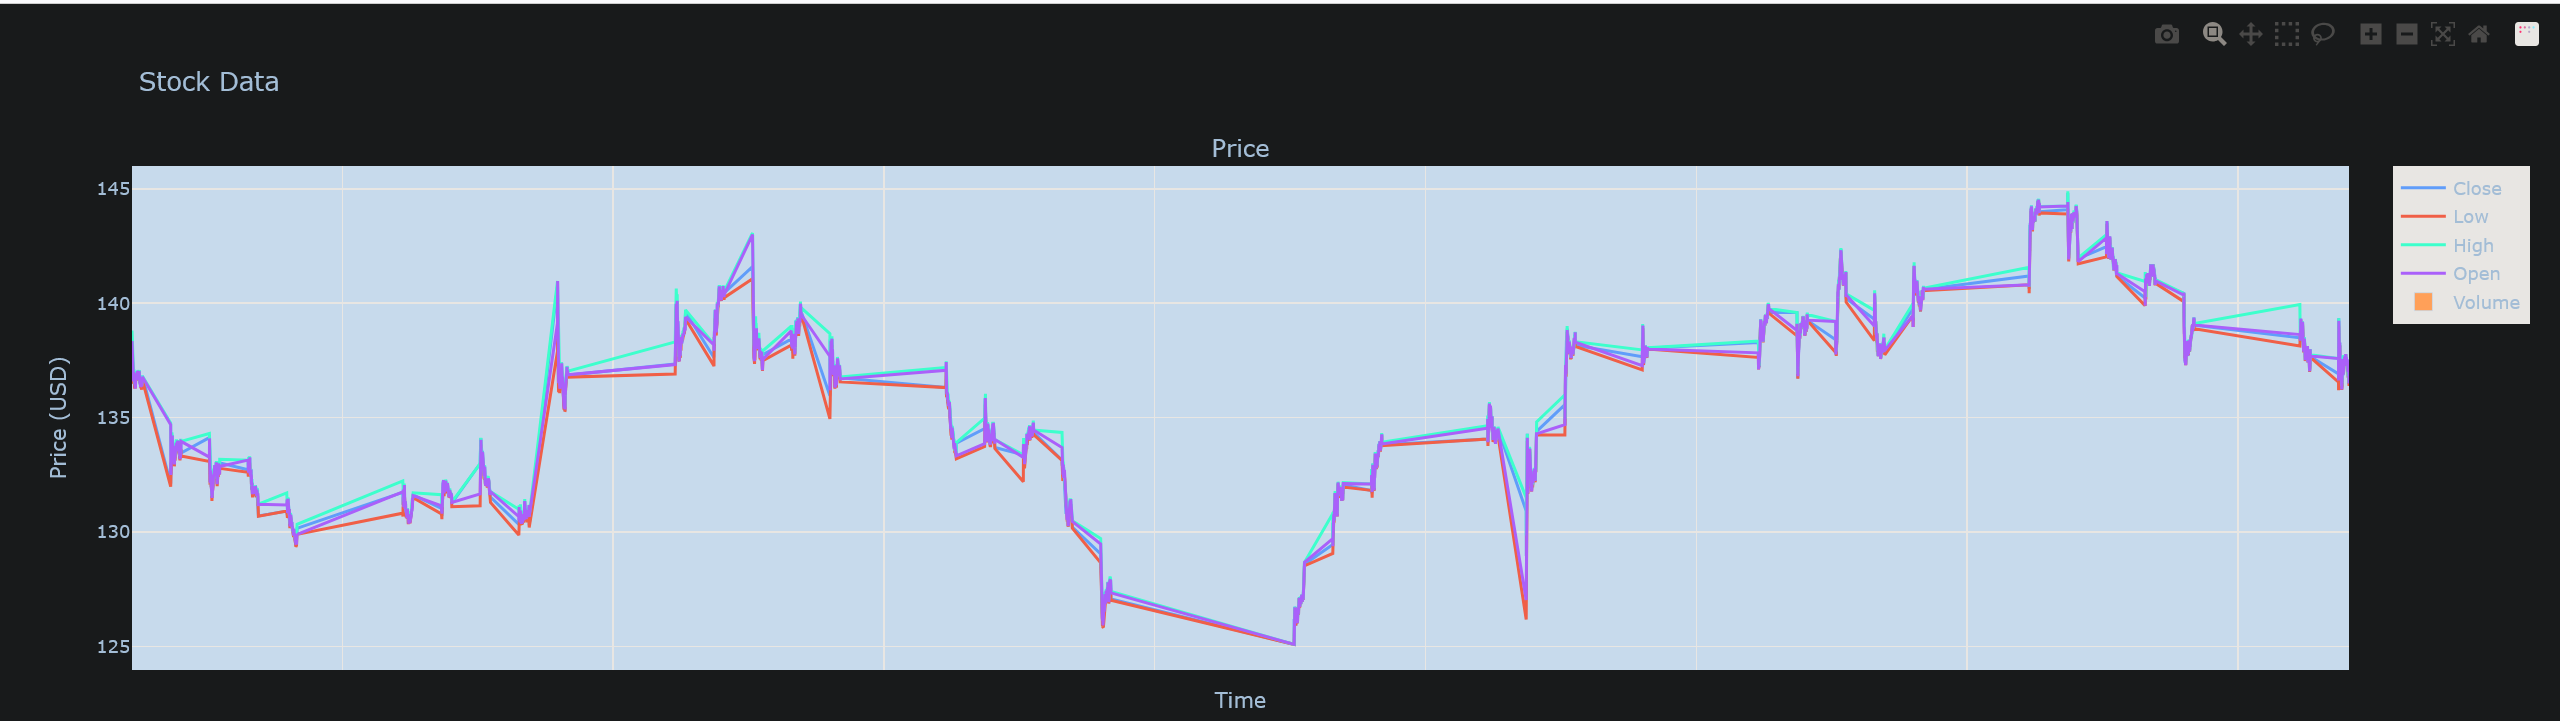 Stock Data
Price
145
140
135
130
125
Price (USD)
Time
Close
Low
High
Open
Volume